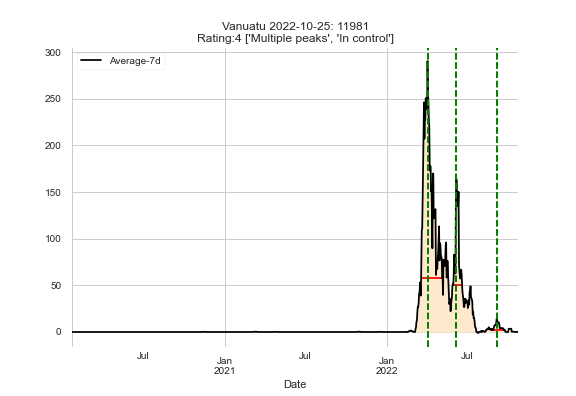 Vanuatu 2022-10-25: 11981
Rating:4 ['Multiple peaks', 'In control']
Average-7d
300
250
200
150
100
50
0
Jul
Jan
2021
Jul
Jan
2022
Jul
Date